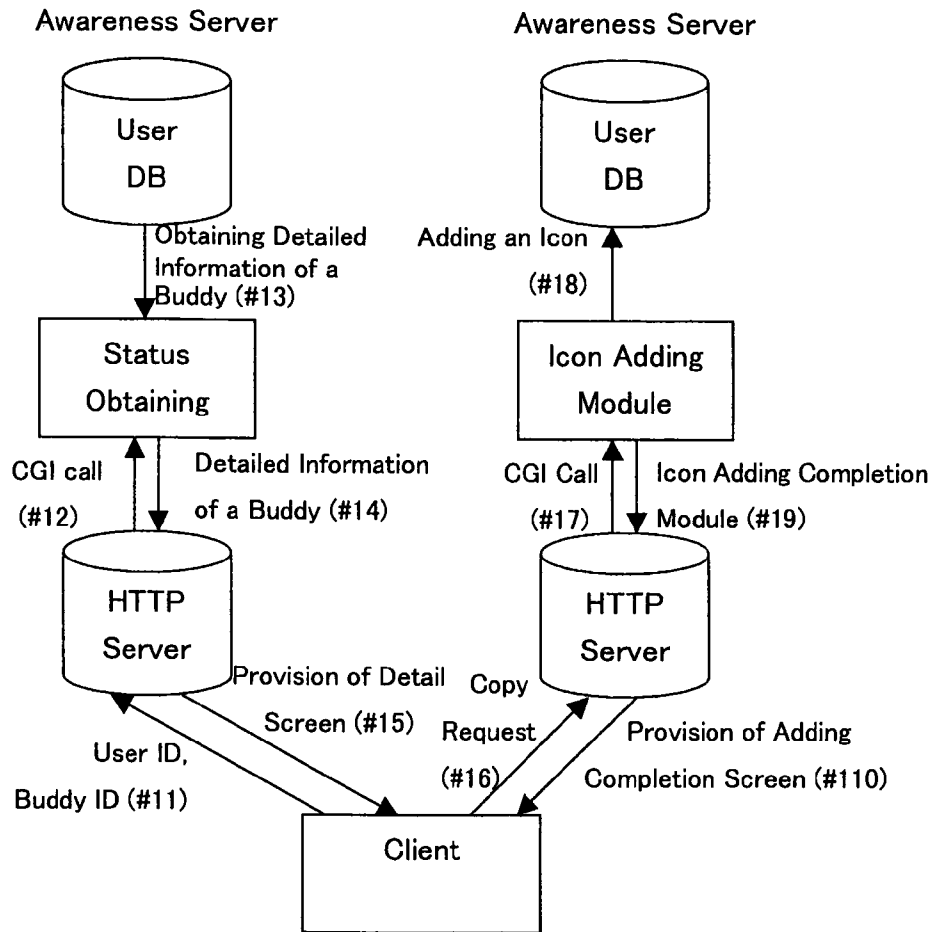 Awareness Server
Awareness Server
User
DB
User
DB
Obtaining Detailed
Information of a
Buddy (#13)
Adding an Icon
(#18)
Status
Obtaining
Icon Adding
Module
CGI call
(#12)
Detailed Information
of a Buddy (#14)
CGI Call
(#17)
Icon Adding Completion
Module (#19)
HTTP
Server
HTTP
Server
Provision of Detail
Screen (#15)
User ID,
Buddy ID (#11)
Copy
Request
(#16)
Provision of Adding
Completion Screen (#110)
Client